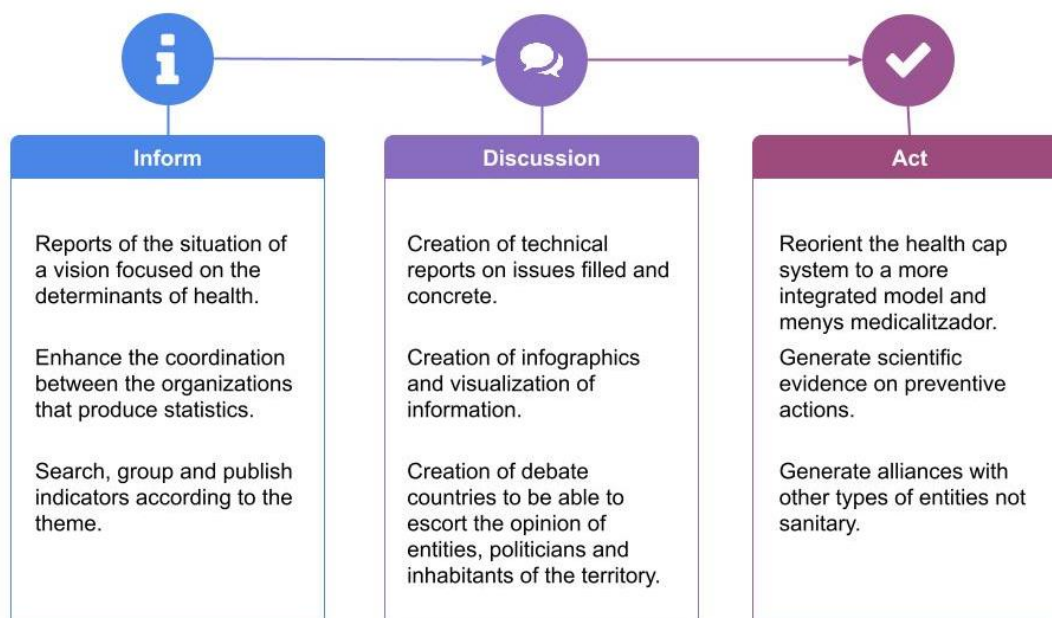 Inform
Reports of the situation of
a vision focused on the
determinants of health.
Enhance the coordination
between the organizations
that produce statistics.
Search, group and publish
indicators according to the
theme.
Discussion
Creation of technical
reports on issues filled and
concrete.
Creation of infographics
and visualization of
information.
Creation of debate
countries to be able to
escort the opinion of
entities, politicians and
inhabitants of the territory.
Act
Reorient the health cap
system to a more
integrated model and
menys medicalitzador.
Generate scientific
evidence on preventive
actions.
Generate alliances with
other types of entities not
sanitary.